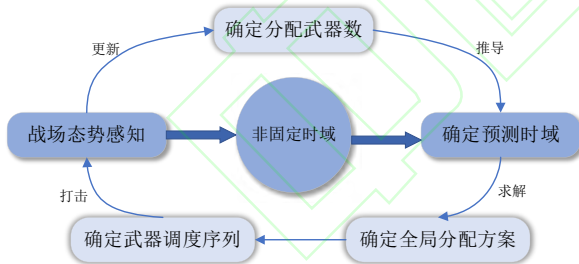 确定分配武器数
更新
推导
战场态势感知
非固定时域
确定预测时域
打击
求解
确定武器调度序列
确定全局分配方案